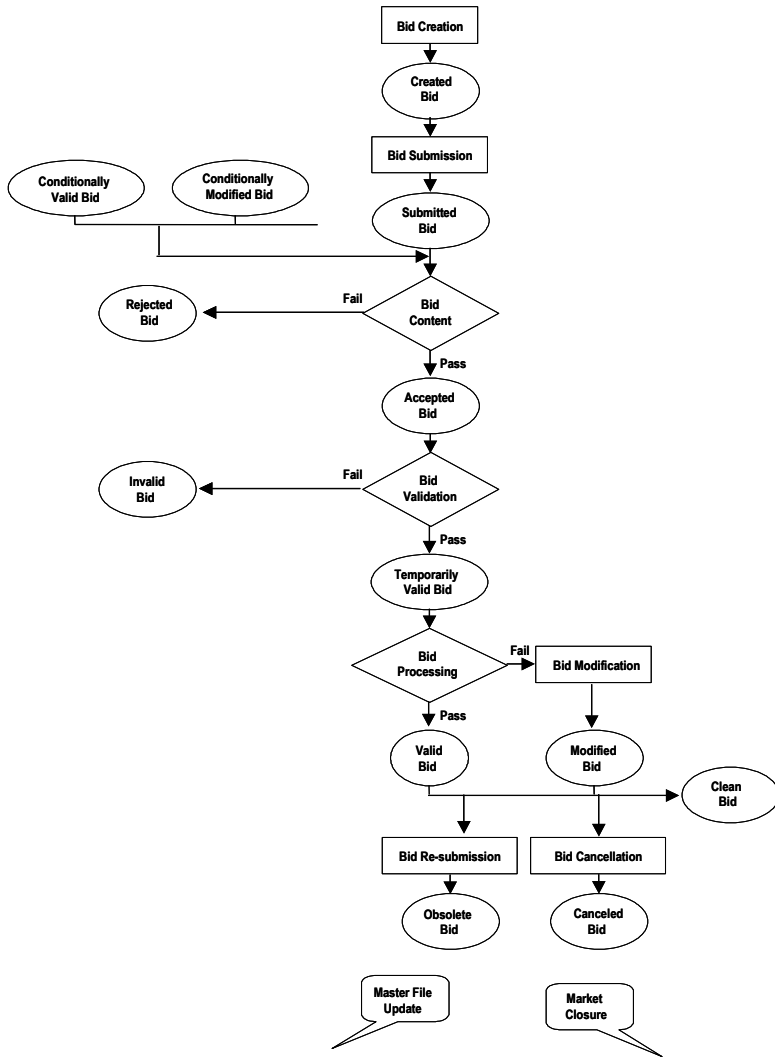 Bid Creation
Created
Bid
Bid Submission
Conditionally
Valid Bid
Conditionally
Modified Bid
Submitted
Bid
Rejected
Bid
Fail
Bid
Content
Pass
Accepted
Bid
Invalid
Bid
Fail
Bid
Validation
Pass
Temporarily
Valid Bid
Bid
Processing
Fail
Bid Modification
Pass
Valid
Bid
Modified
Bid
Clean
Bid
Bid Re-submission
Bid Cancellation
Obsolete
Bid
Canceled
Bid
Master File
Update
Market
Closure